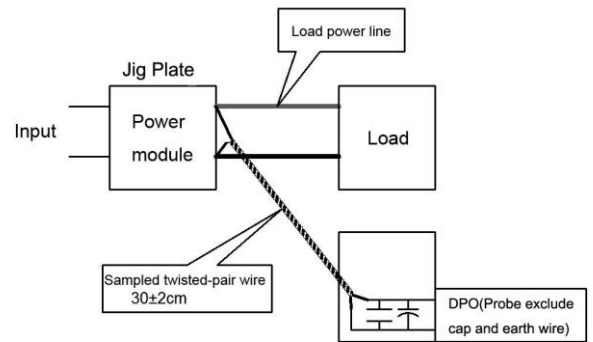 Load power line
Jig Plate
Input
Power
module
Load
Sampled twisted-pair wire
30±2cm
DPO(Probe exclude
cap and earth wire)